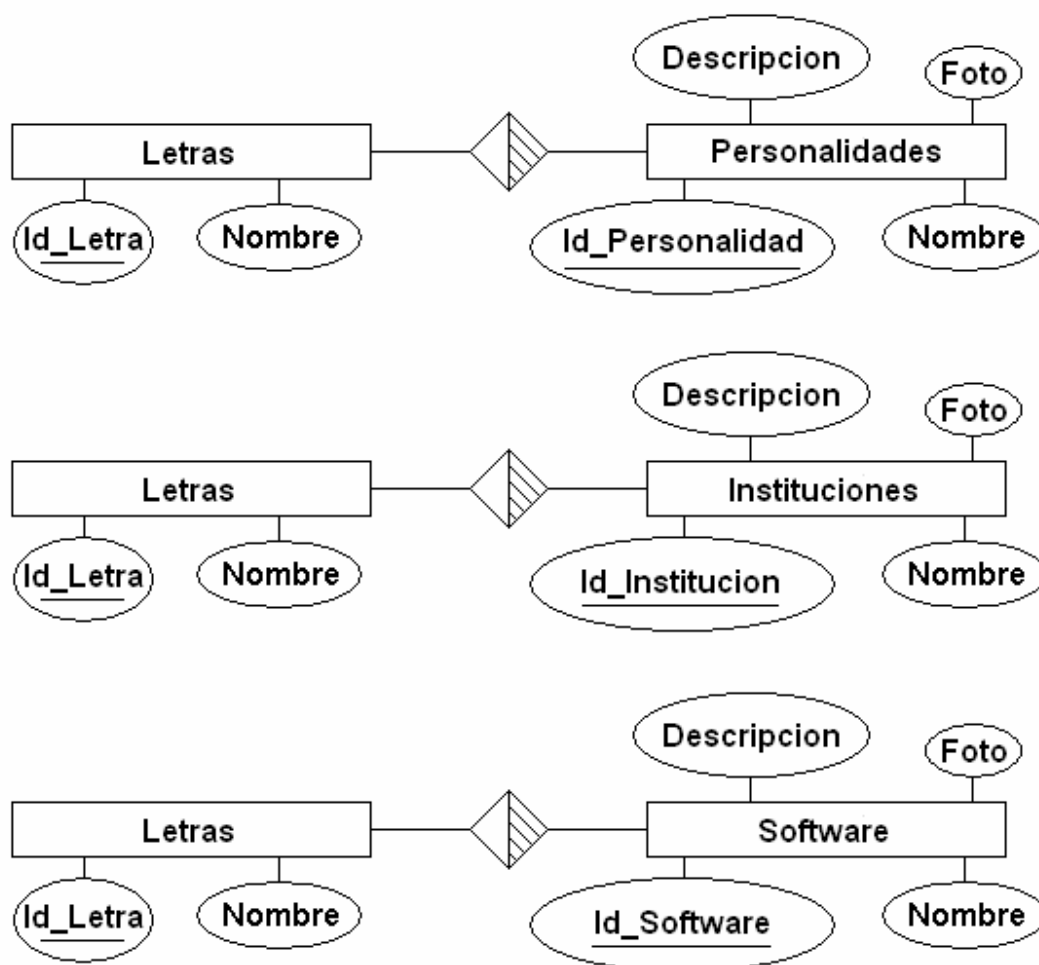 Descripcion
Foto
Letras
Personalidades
Id_Letra
Nombre
Id_Personalidad
Nombre
Descripcion
Foto
Letras
Instituciones
Id_Letra
Nombre
Id_Institucion
Nombre
Descripcion
Foto
Letras
Software
Id_Letra
Nombre
Id_Software
Nombre